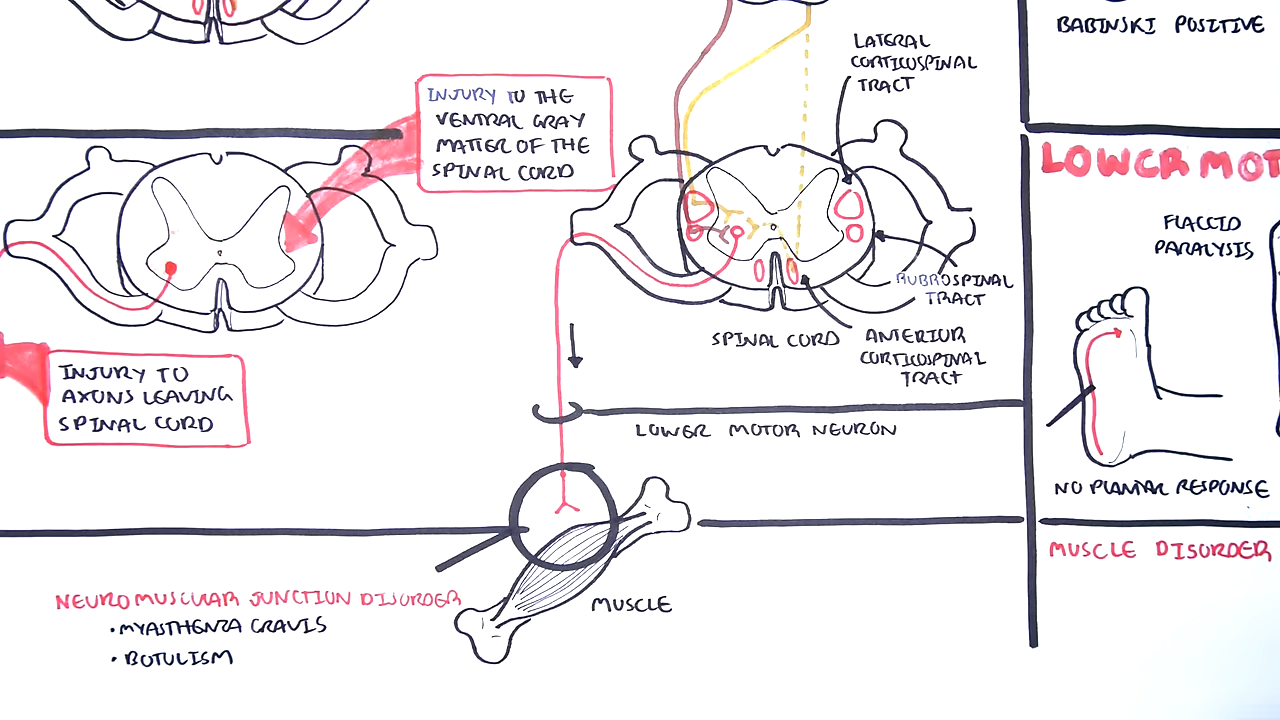 BABINSKI POSITIVE
LATERAL
CORTICOSPINAL
TRACT
INJURY TO THE
VENTRAL GRAY
MATTER OF THE
SPINAL CORD
LOWER MOT
FLACCID
PARALYSIS
RUBROSPINAL
TRACT
SPINAL CORD
ANTERIOR
CORTICOSPINAL
TRACT
INJURY TO
AXONS LEAVING
SPINAL CORD
LOWER MOTOR NEURON
NO PLANTAR RESPONSE
MUSCLE DISORDER
NEUROMUSCULAR JUNCTION DISORDER
•MYASTHENIA GRAVIS
•BOTULISM
MUSCLE